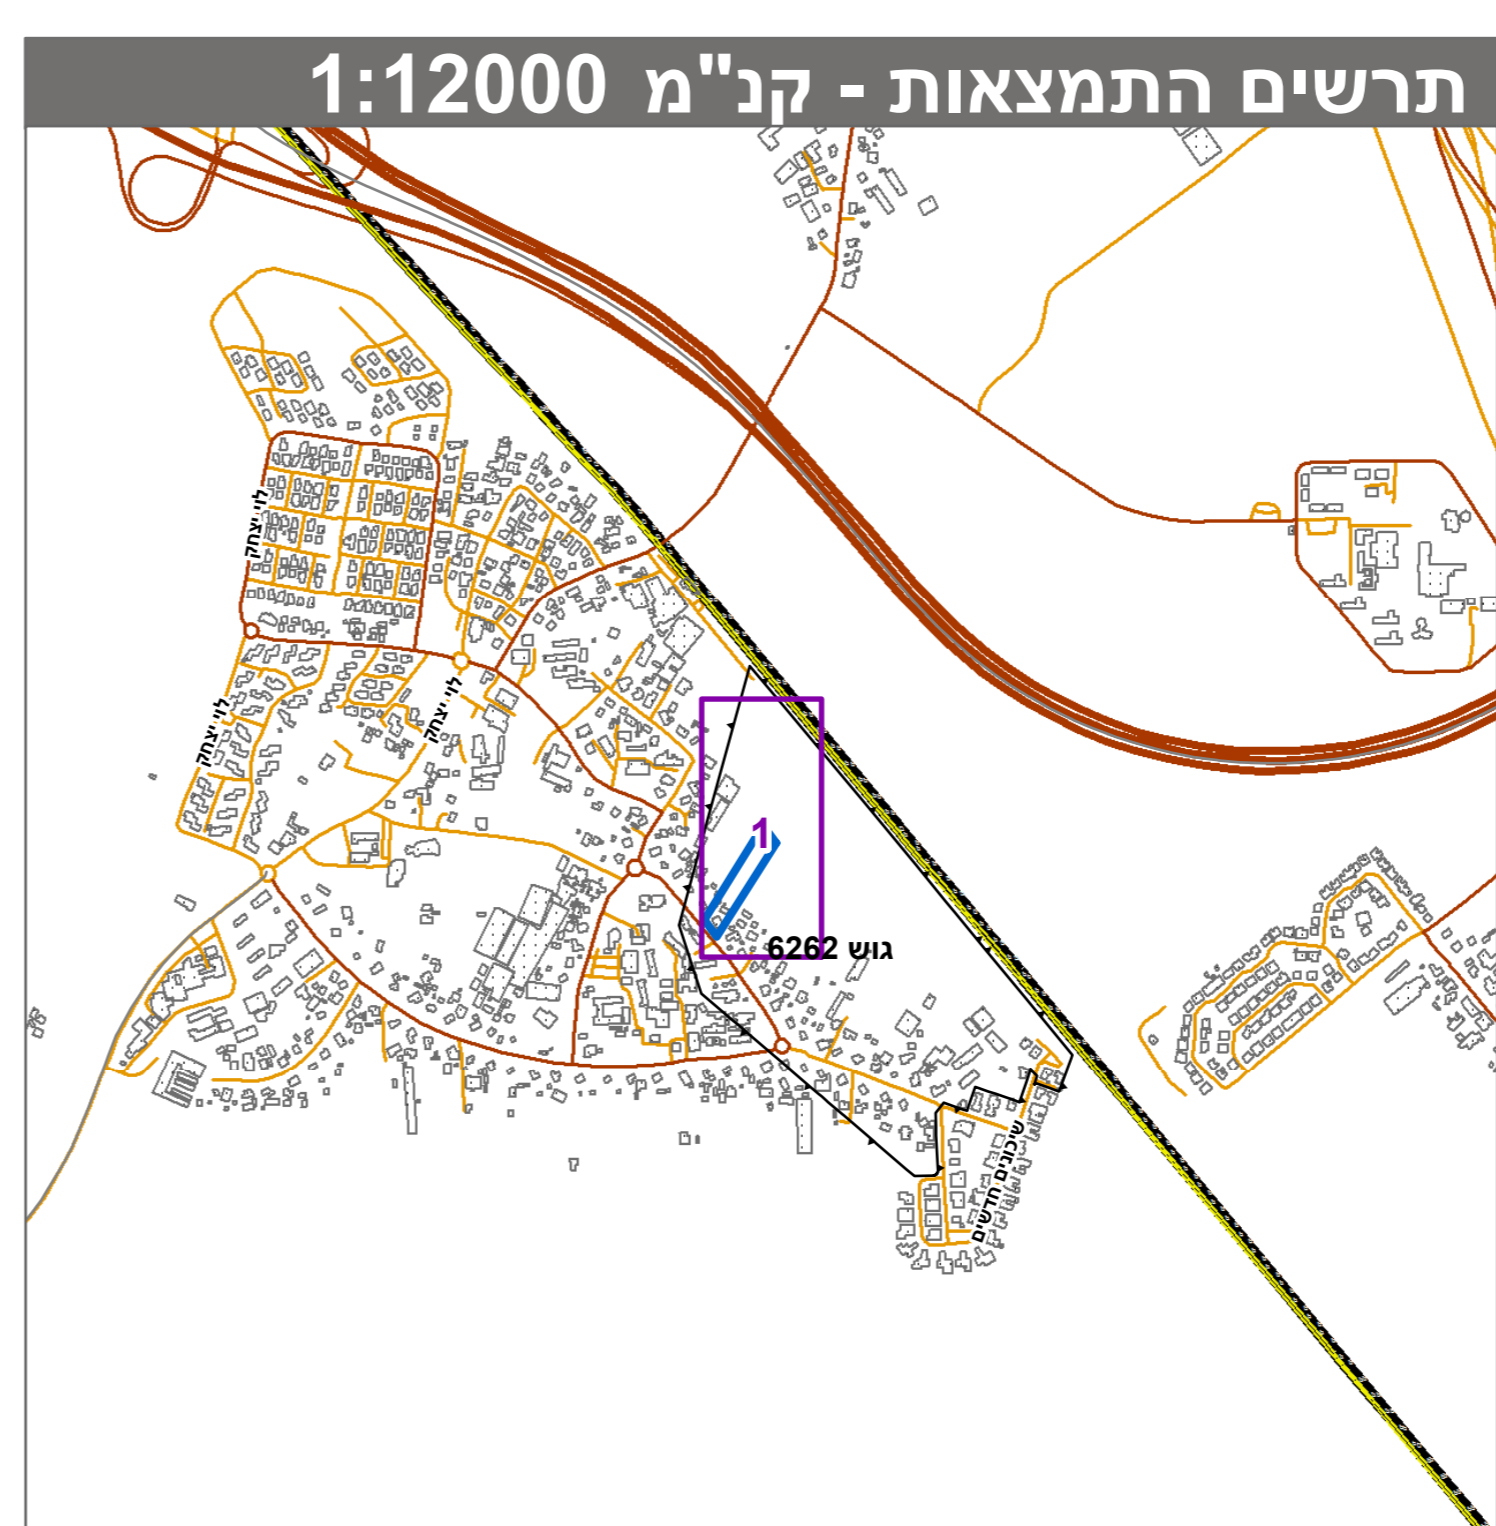 תרשים התמצאות - קנ"מ 1:12000
לוי יצחק
לוי יצחק
לוי יצחק
1
גוש 6262
שיכונים חדשים